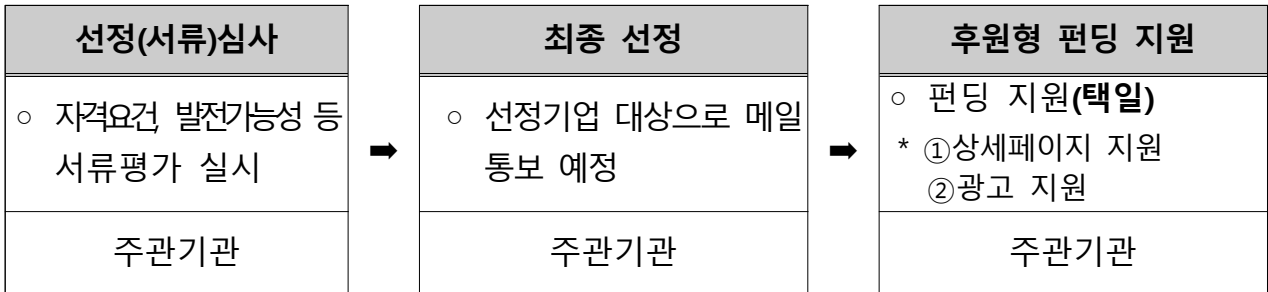 선정(서류)심사
○ 자격요건, 발전가능성 등
서류평가 실시
주관기관
➡
최종 선정
○ 선정기업 대상으로 메일
통보 예정
주관기관
➡
후원형 펀딩 지원
○ 펀딩 지원(택일)
* ①상세페이지 지원
②광고 지원
주관기관